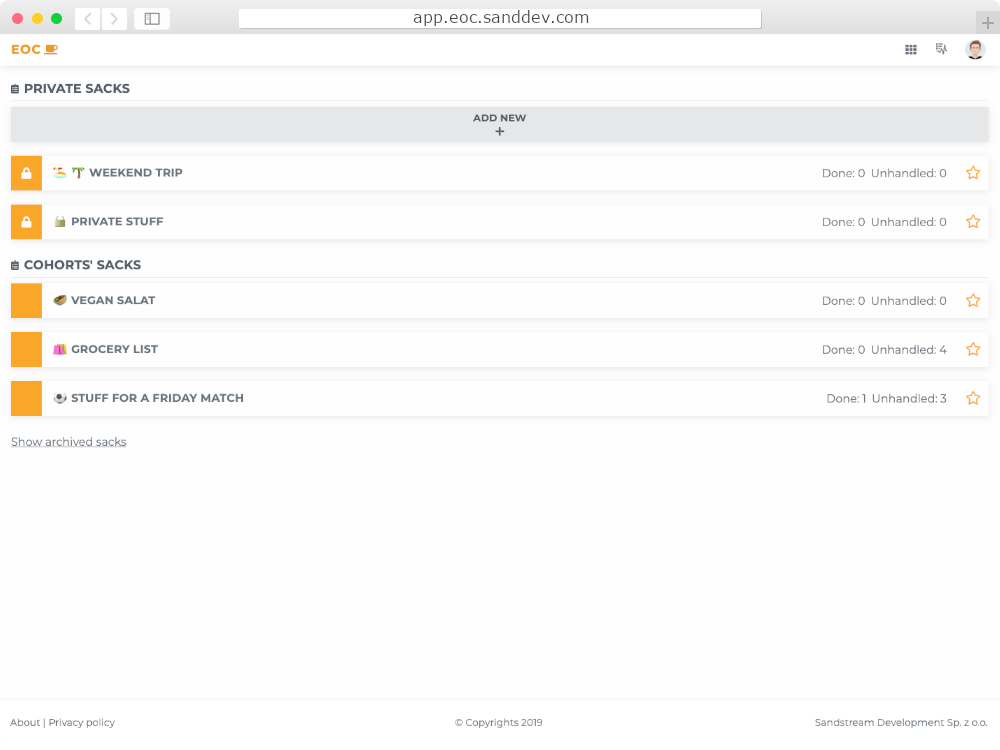 app.eoc.sanddev.com
EOC
PRIVATE SACKS
ADD NEW
WEEKEND TRIP Done: 0 Unhandled: 0
PRIVATE STUFF Done: 0 Unhandled: 0
COHORTS' SACKS
VEGAN SALAT Done: 0 Unhandled: 0
GROCERY LIST Done: 0 Unhandled: 4
STUFF FOR A FRIDAY MATCH Done: 1 Unhandled: 3
Show archived sacks
About | Privacy policy © Copyrights 2019 Sandstream Development Sp. z o.o.